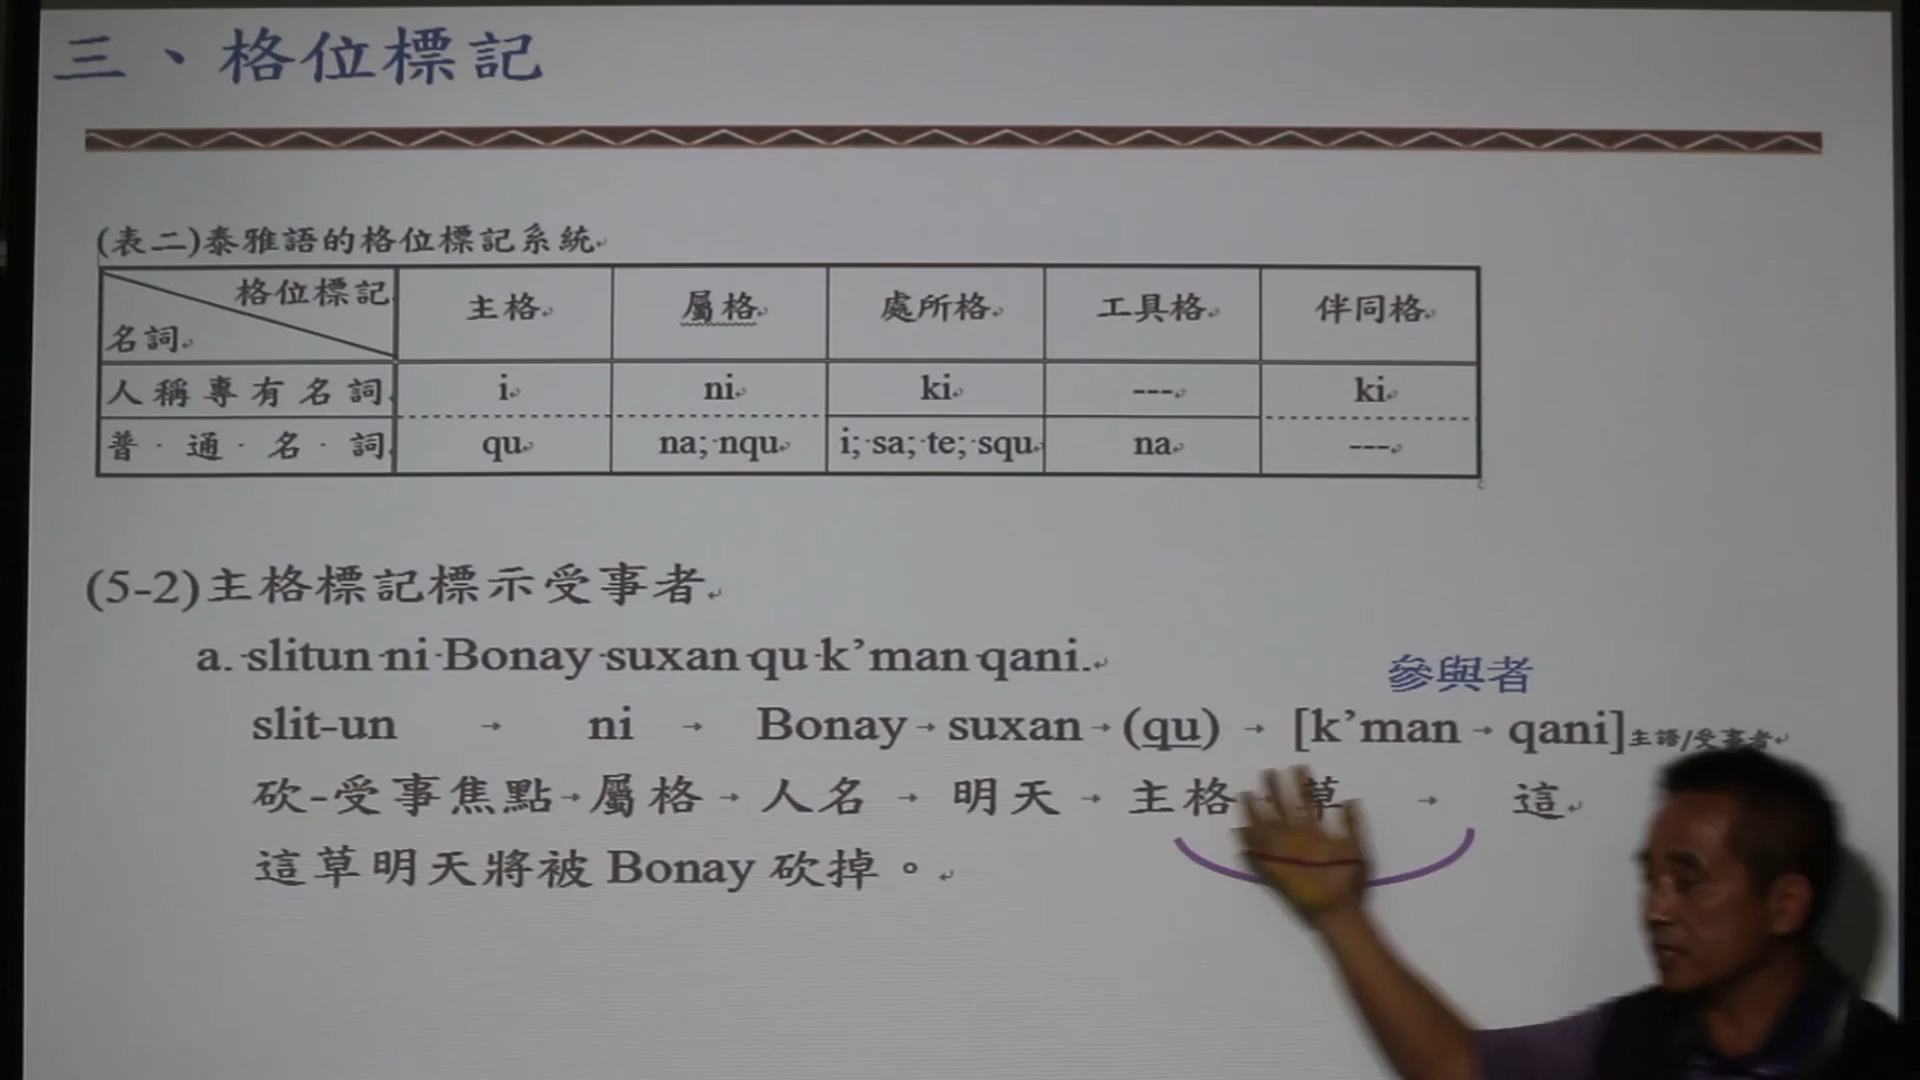 三、格位標記
(表二)泰雅語的格位標記系統
格位標記 名詞 主格 屬格 處所格 工具格 伴同格
人稱專有名詞 i ni ki --- ki
普通名詞 qu na; nqu i; sa; te; squ na ---
(5-2)主格標記標示受事者
a. slitun ni Bonay suxan qu k’man qani.
參與者
slit-un → ni → Bonay → suxan → (qu) → [k’man → qani]主語/受事者
砍-受事焦點 → 屬格 → 人名 → 明天 → 主格 草 → 這
這草明天將被 Bonay 砍掉。